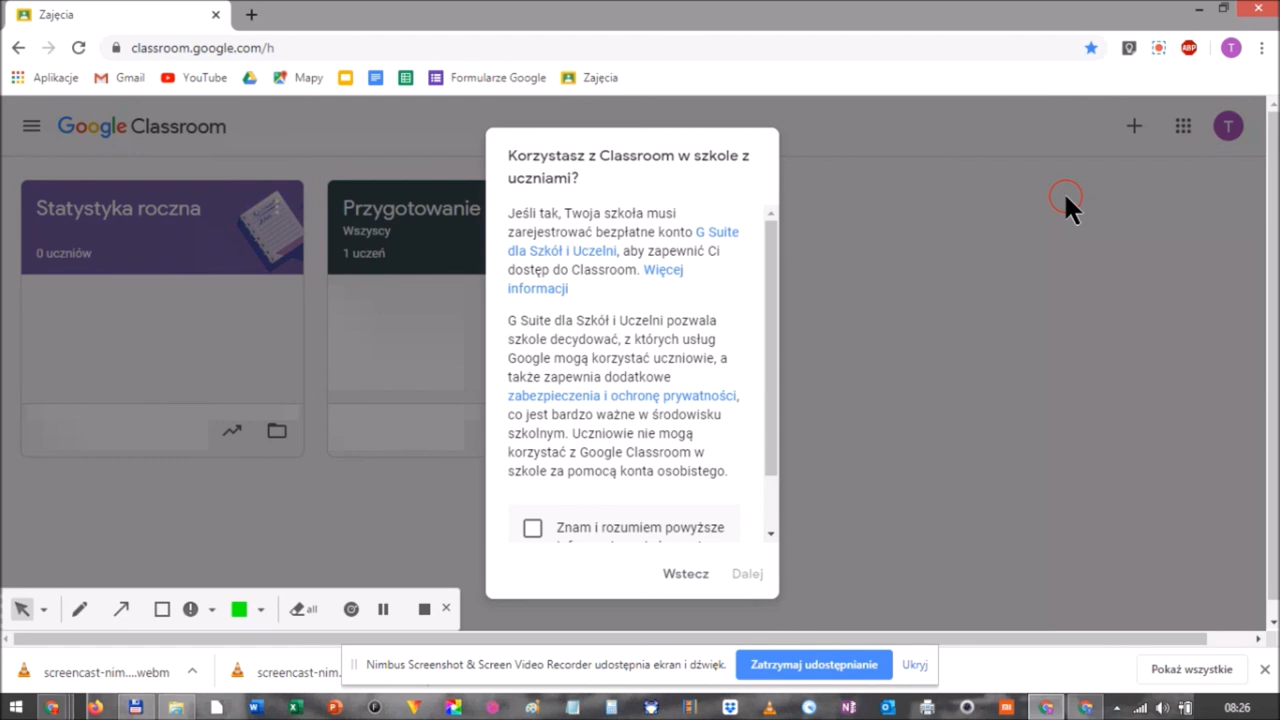 Zajęcia
classroom.google.com/h
ABP
T
Aplikacje
Gmail
YouTube
Mapy
Formularze Google
Zajęcia
Google Classroom
T
Statystyka roczna
0 uczniów
Przygotowanie
Wszyscy
1 uczeń
Korzystasz z Classroom w szkole z
uczniami?
Jeśli tak, Twoja szkoła musi
zarejestrować bezpłatne konto G Suite
dla Szkół i Uczelni, aby zapewnić Ci
dostęp do Classroom. Więcej
informacji
G Suite dla Szkół i Uczelni pozwala
szkole decydować, z których usług
Google mogą korzystać uczniowie, a
także zapewnia dodatkowe
zabezpieczenia i ochronę prywatności,
co jest bardzo ważne w środowisku
szkolnym. Uczniowie nie mogą
korzystać z Google Classroom w
szkole za pomocą konta osobistego.
Znam i rozumiem powyższe
Wstecz
Dalej
all
Nimbus Screenshot & Screen Video Recorder udostępnia ekran i dźwięk.
Zatrzymaj udostępnianie
Ukryj
screencast-nim....webm
screencast-nim.
Pokaż wszystkie
08:26